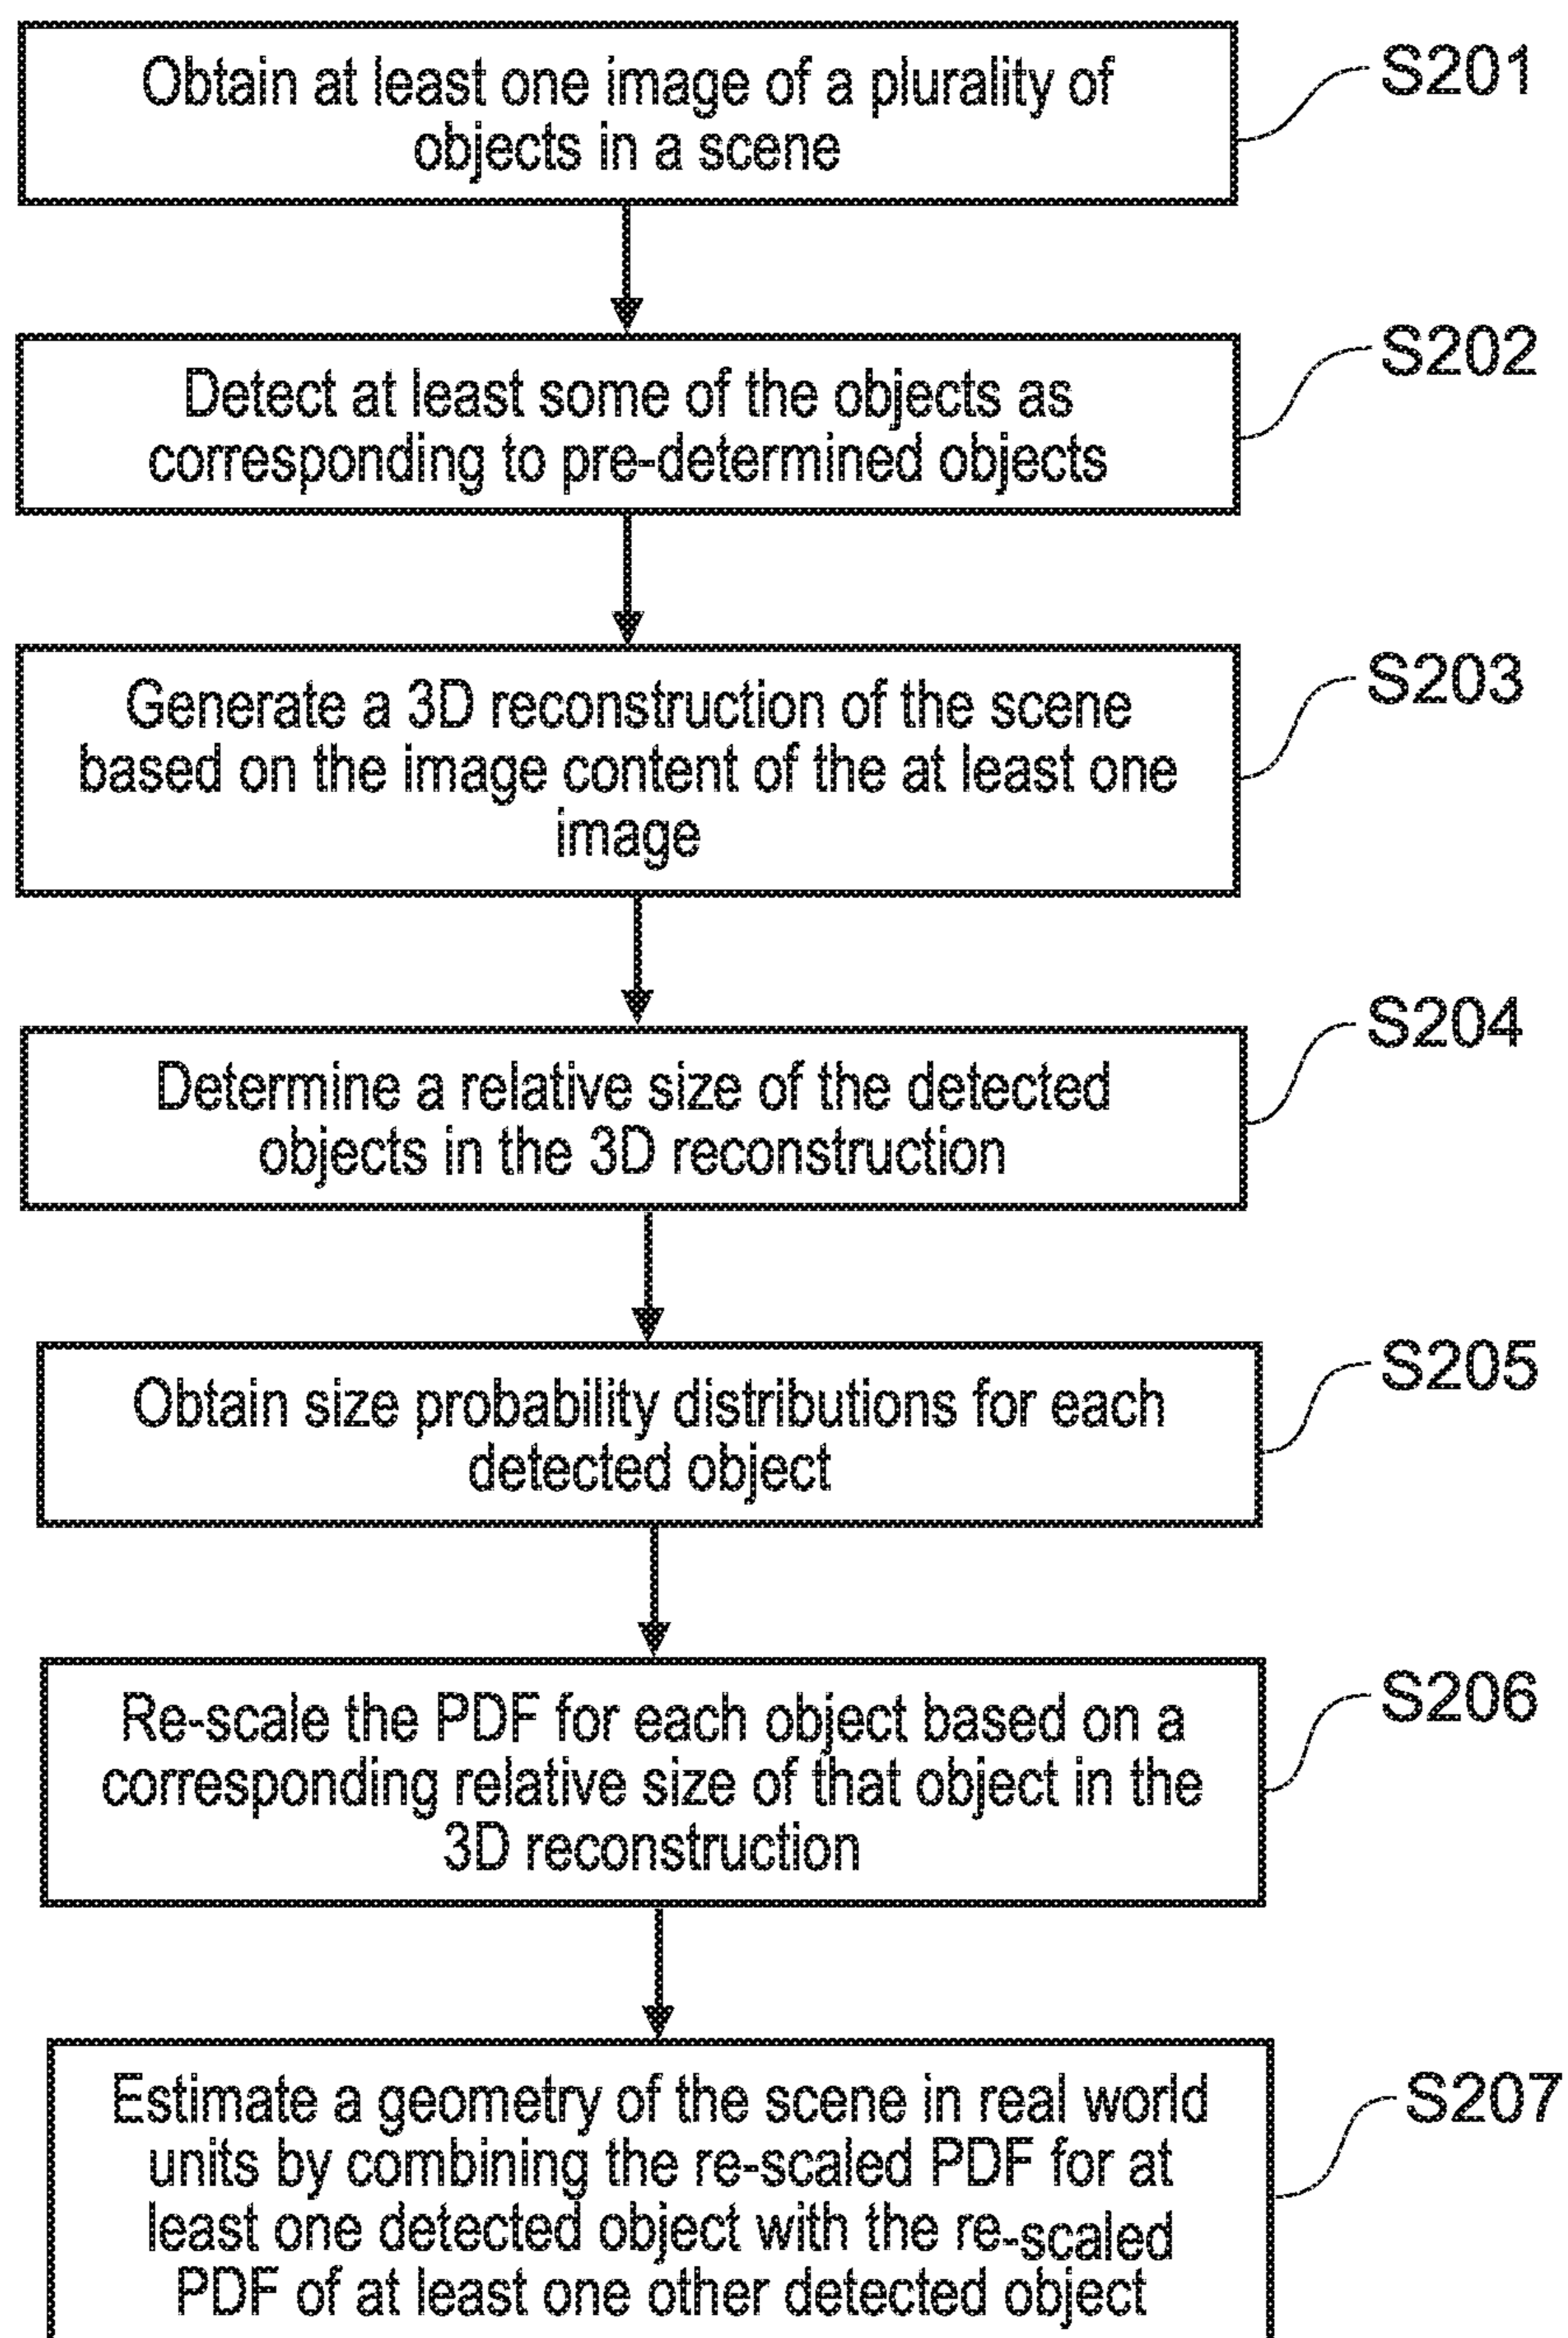 Obtain at least one image of a plurality of
objects in a scene
S201
Detect at least some of the objects as
corresponding to pre-determined objects
S202
Generate a 3D reconstruction of the scene
based on the image content of the at least one
image
S203
Determine a relative size of the detected
objects in the 3D reconstruction
S204
Obtain size probability distributions for each
detected object
S205
Re-scale the PDF for each object based on a
corresponding relative size of that object in the
3D reconstruction
S206
Estimate a geometry of the scene in real world
units by combining the re-scaled PDF for at
least one detected object with the re-scaled
PDF of at least one other detected object
S207